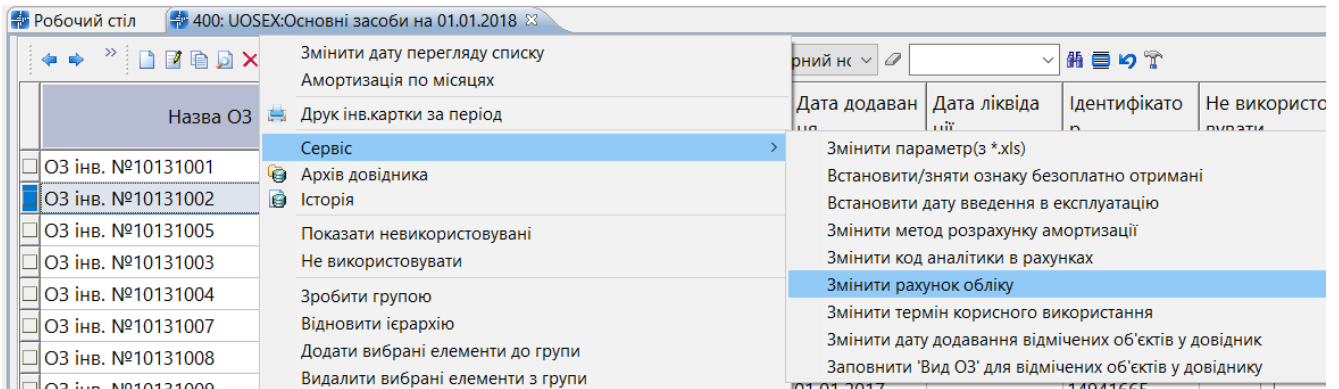 Робочий стіл
400: UOSEX:Основні засоби на 01.01.2018
Змінити дату перегляду списку
Амортизація по місяцях
Друк інв.картки за період
Сервіс
Архів довідника
Історія
Показати невикористовувані
Не використовувати
Зробити групою
Відновити ієрархію
Додати вибрані елементи до групи
Видалити вибрані елементи з групи
Змінити параметр(з *.xls)
Встановити/зняти ознаку безоплатно отримані
Встановити дату введення в експлуатацію
Змінити метод розрахунку амортизації
Змінити код аналітики в рахунках
Змінити рахунок обліку
Змінити термін корисного використання
Змінити дату додавання відмічених об'єктів у довідник
Заповнити 'Вид ОЗ' для відмічених об'єктів у довіднику
Назва ОЗ
Дата додаван
Дата ліквіда
Ідентифікато
Не використо
ОЗ інв. №10131001
ОЗ інв. №10131002
ОЗ інв. №10131005
ОЗ інв. №10131003
ОЗ інв. №10131004
ОЗ інв. №10131007
ОЗ інв. №10131008